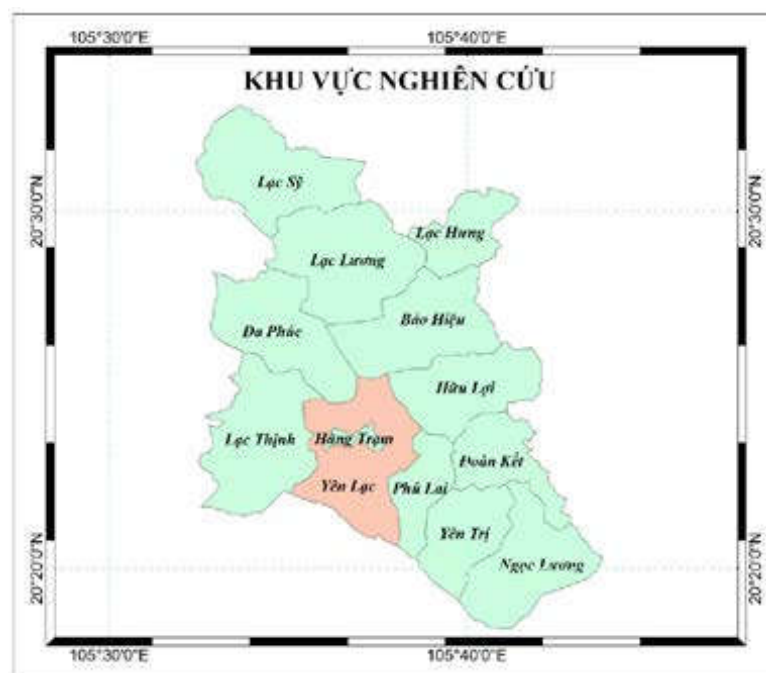 105°30'0"E 105°40'0"E
KHU VỰC NGHIÊN CỨU
Lạc Sỹ
20°30'0"N 20°30'0"N
Lạc Hưng
Lạc Lương
Bảo Hiệu
Đa Phúc
Hữu Lợi
Lạc Thịnh Hàng Trạm
Đoàn Kết
Yên Lạc Phú Lai
Yên Trị
Ngọc Lương
20°20'0"N 20°20'0"N
105°30'0"E 105°40'0"E